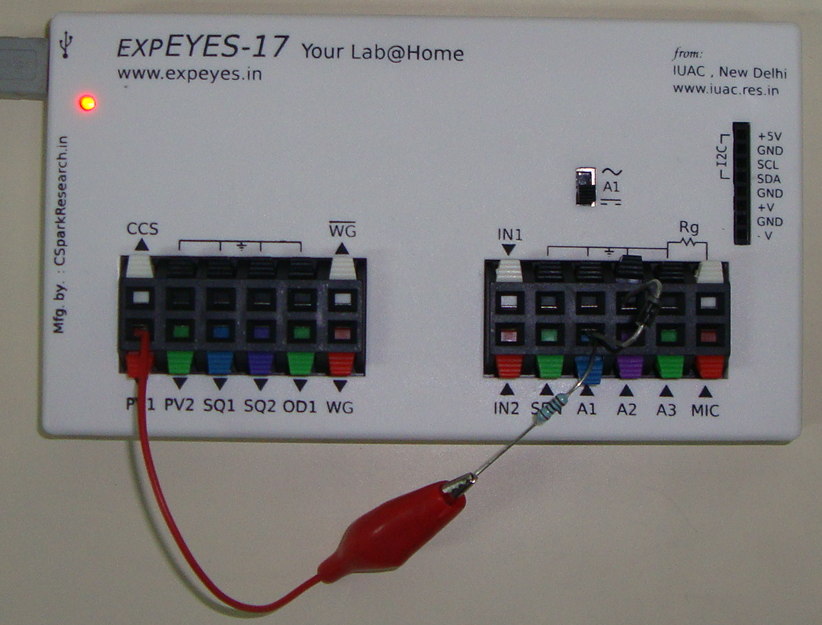 EXPEYES-17 Your Lab@Home
www.expeyes.in
from:
IUAC , New Delhi
www.iuac.res.in
Mfg. by. : CSparkResearch.in
I2C
+5V
GND
SCL
SDA
GND
+V
GND
- V
A1
CCS
WG
IN1
Rg
PV1 PV2 SQ1 SQ2 OD1 WG
IN2 A1 A2 A3 MIC